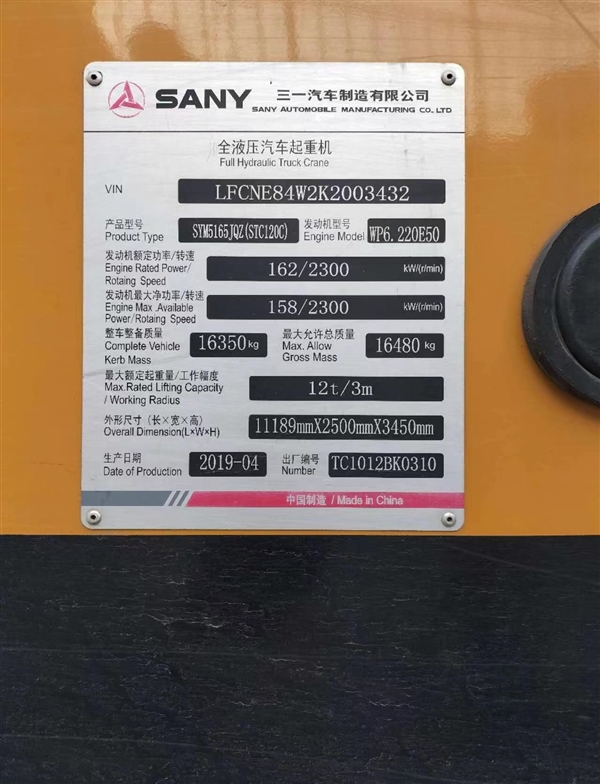 SANY 三一汽车制造有限公司
SANY AUTOMOBILE MANUFACTURING CO., LTD
全液压汽车起重机
Full Hydraulic Truck Crane
VIN LFCNE84W2K2003432
产品型号 发动机型号
Product Type SYM5165JQZ(STC120C) Engine Model WP6.220E50
发动机额定功率/转速
Engine Rated Power/ 162/2300 kW/(r/min)
Rotaing Speed
发动机最大净功率/转速
Engine Max .Available 158/2300 kW/(r/min)
Power/Rotaing Speed
整车整备质量 最大允许总质量
Complete Vehicle 16350 kg Max. Allow 16480 kg
Kerb Mass Gross Mass
最大额定起重量/工作幅度
Max.Rated Lifting Capacity 12t/3m
/ Working Radius
外形尺寸（长×宽×高）
Overall Dimension(L×W×H) 11189mmX2500mmX3450mm
生产日期 出厂编号
Date of Production 2019-04 Number TC1012BK0310
中国制造 / Made in China